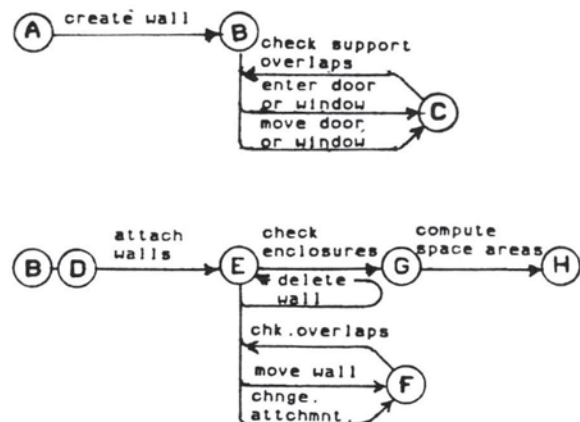 A
create wall
B
check support
overlaps
enter door
or window
move door
or window
C
B
D
attach
walls
E
check
enclosures
G
compute
space areas
H
delete
wall
chk.overlaps
move wall
F
chnge.
attchmnt.